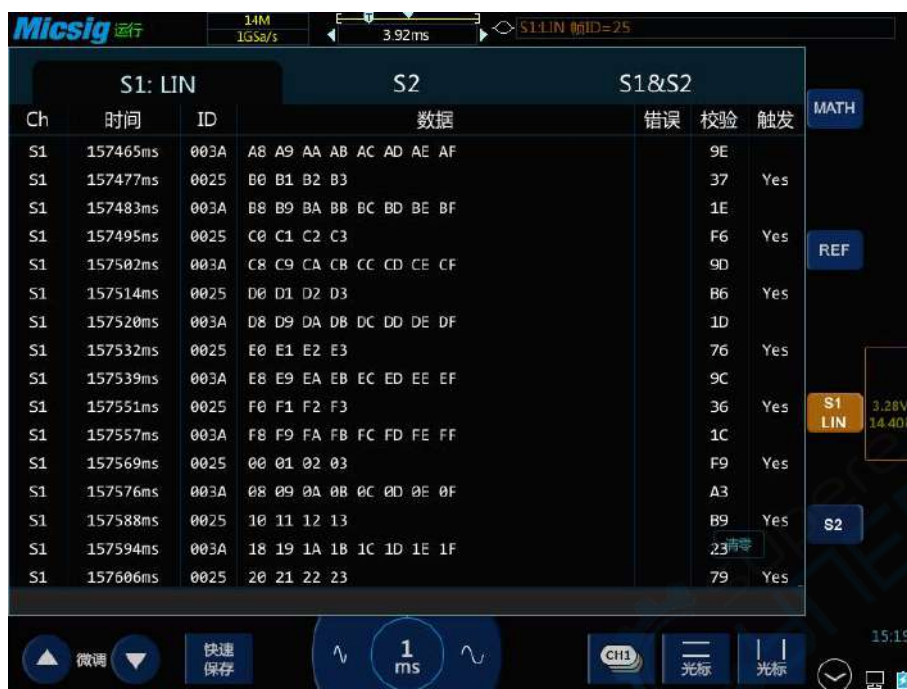 Micsig 运行 14M 1GSa/s 3.92ms S1:LIN 帧ID=25
S1: LIN S2 S1&S2
Ch 时间 ID 数据 错误 校验 触发
S1 157465ms 003A A8 A9 AA AB AC AD AE AF 9E
S1 157477ms 0025 B0 B1 B2 B3 37 Yes
S1 157483ms 003A B8 B9 BA BB BC BD BE BF 1E
S1 157495ms 0025 C0 C1 C2 C3 F6 Yes
S1 157502ms 003A C8 C9 CA CB CC CD CE CF 9D
S1 157514ms 0025 D0 D1 D2 D3 B6 Yes
S1 157520ms 003A D8 D9 DA DB DC DD DE DF 1D
S1 157532ms 0025 E0 E1 E2 E3 76 Yes
S1 157539ms 003A E8 E9 EA EB EC ED EE EF 9C
S1 157551ms 0025 F0 F1 F2 F3 36 Yes
S1 157557ms 003A F8 F9 FA FB FC FD FE FF 1C
S1 157569ms 0025 00 01 02 03 F9 Yes
S1 157576ms 003A 08 09 0A 0B 0C 0D 0E 0F A3
S1 157588ms 0025 10 11 12 13 B9 Yes
S1 157594ms 003A 18 19 1A 1B 1C 1D 1E 1F 23
清零
S1 157606ms 0025 20 21 22 23 79 Yes
MATH
REF
S1
LIN
3.28V
S2
15:19
微调
快速
保存
1
ms
CH1
光标
光标